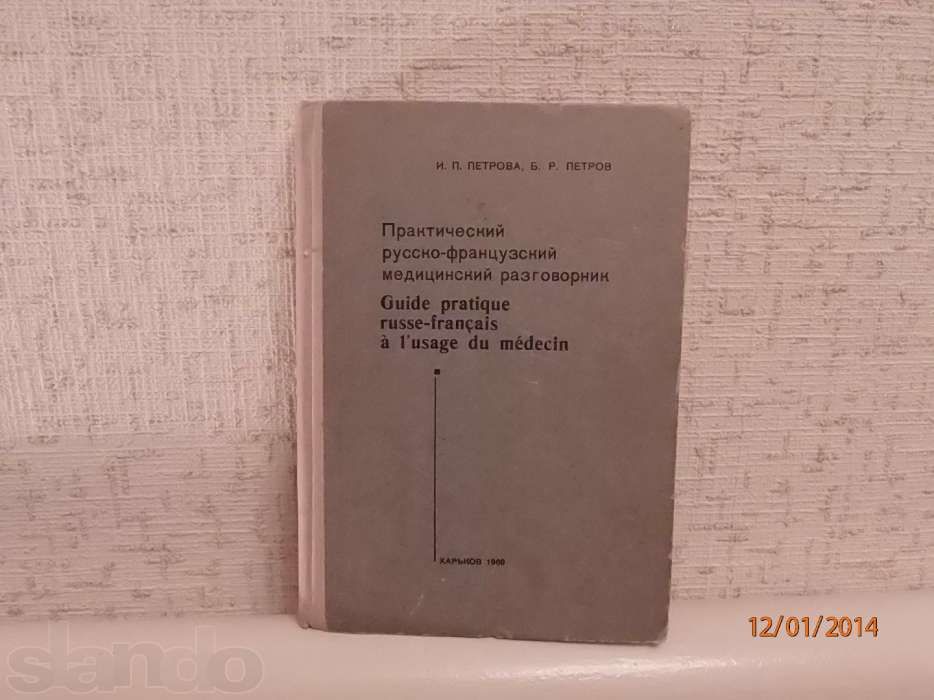 И. П. ПЕТРОВА, Б. Р. ПЕТРОВ
Практический
русско-французский
медицинский разговорник
Guide pratique
russe-français
à l'usage du médecin
ХАРЬКОВ
12/01/2014
slando